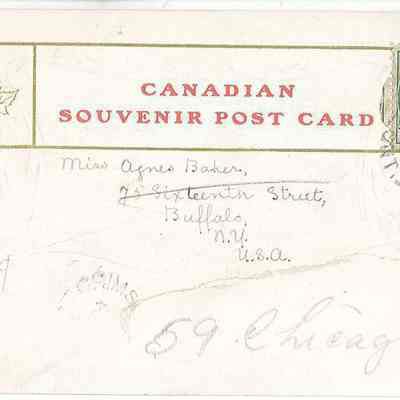 CANADIAN
SOUVENIR POST CARD
Miss Agnes Baker,
75 Sixteenth Street,
Buffalo,
N.Y.
U.S.A.
59 Chicag